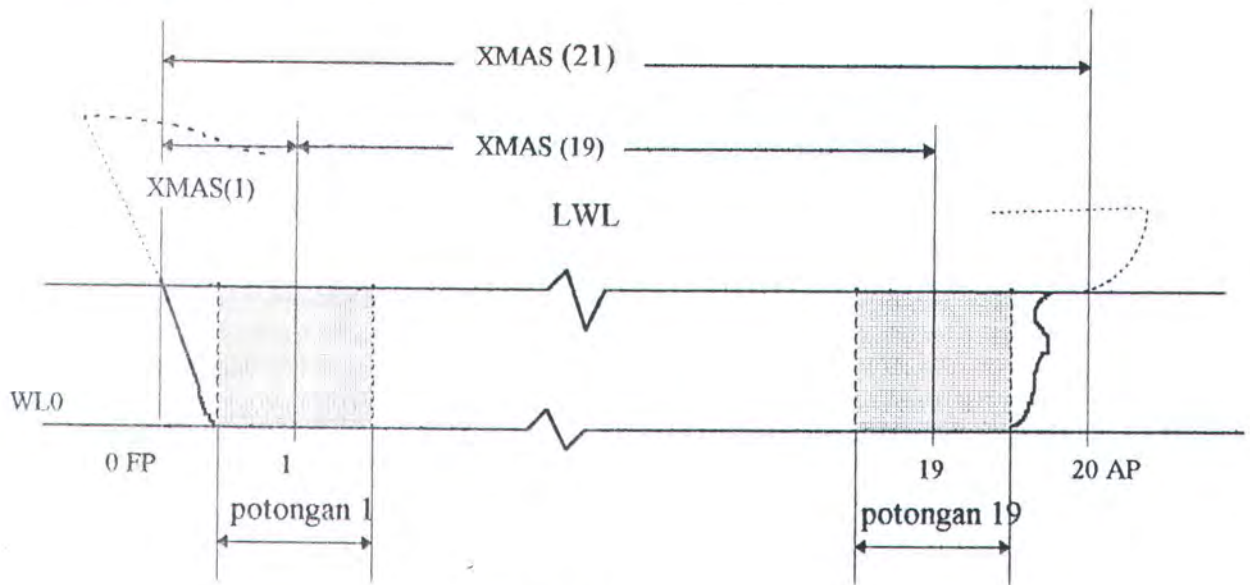 XMAS (21)
XMAS (19)
XMAS(1)
LWL
WL0
0 FP 1 19 20 AP
potongan 1 potongan 19